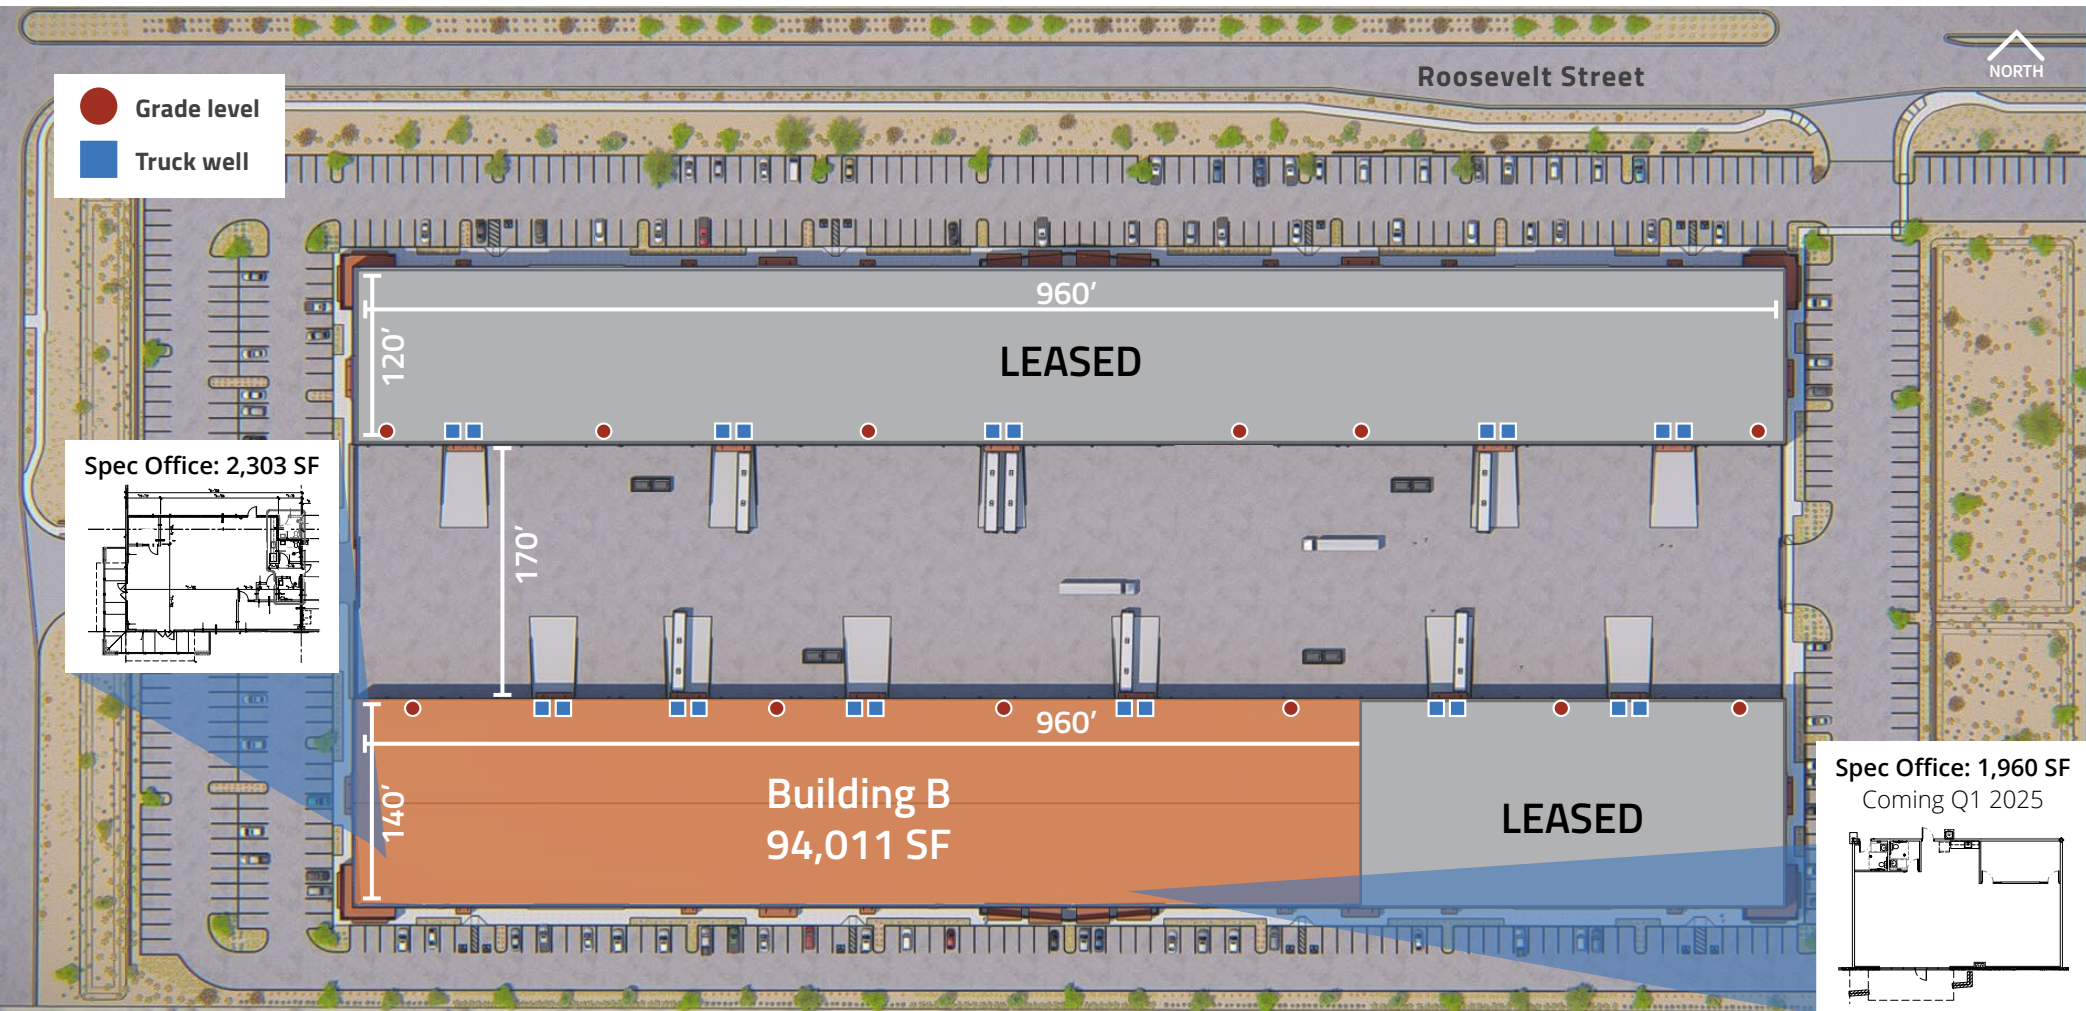 Roosevelt Street
NORTH
Grade level
Truck well
960’
120’
LEASED
Spec Office: 2,303 SF
170’
960’
140’
Building B
94,011 SF
LEASED
Spec Office: 1,960 SF
Coming Q1 2025